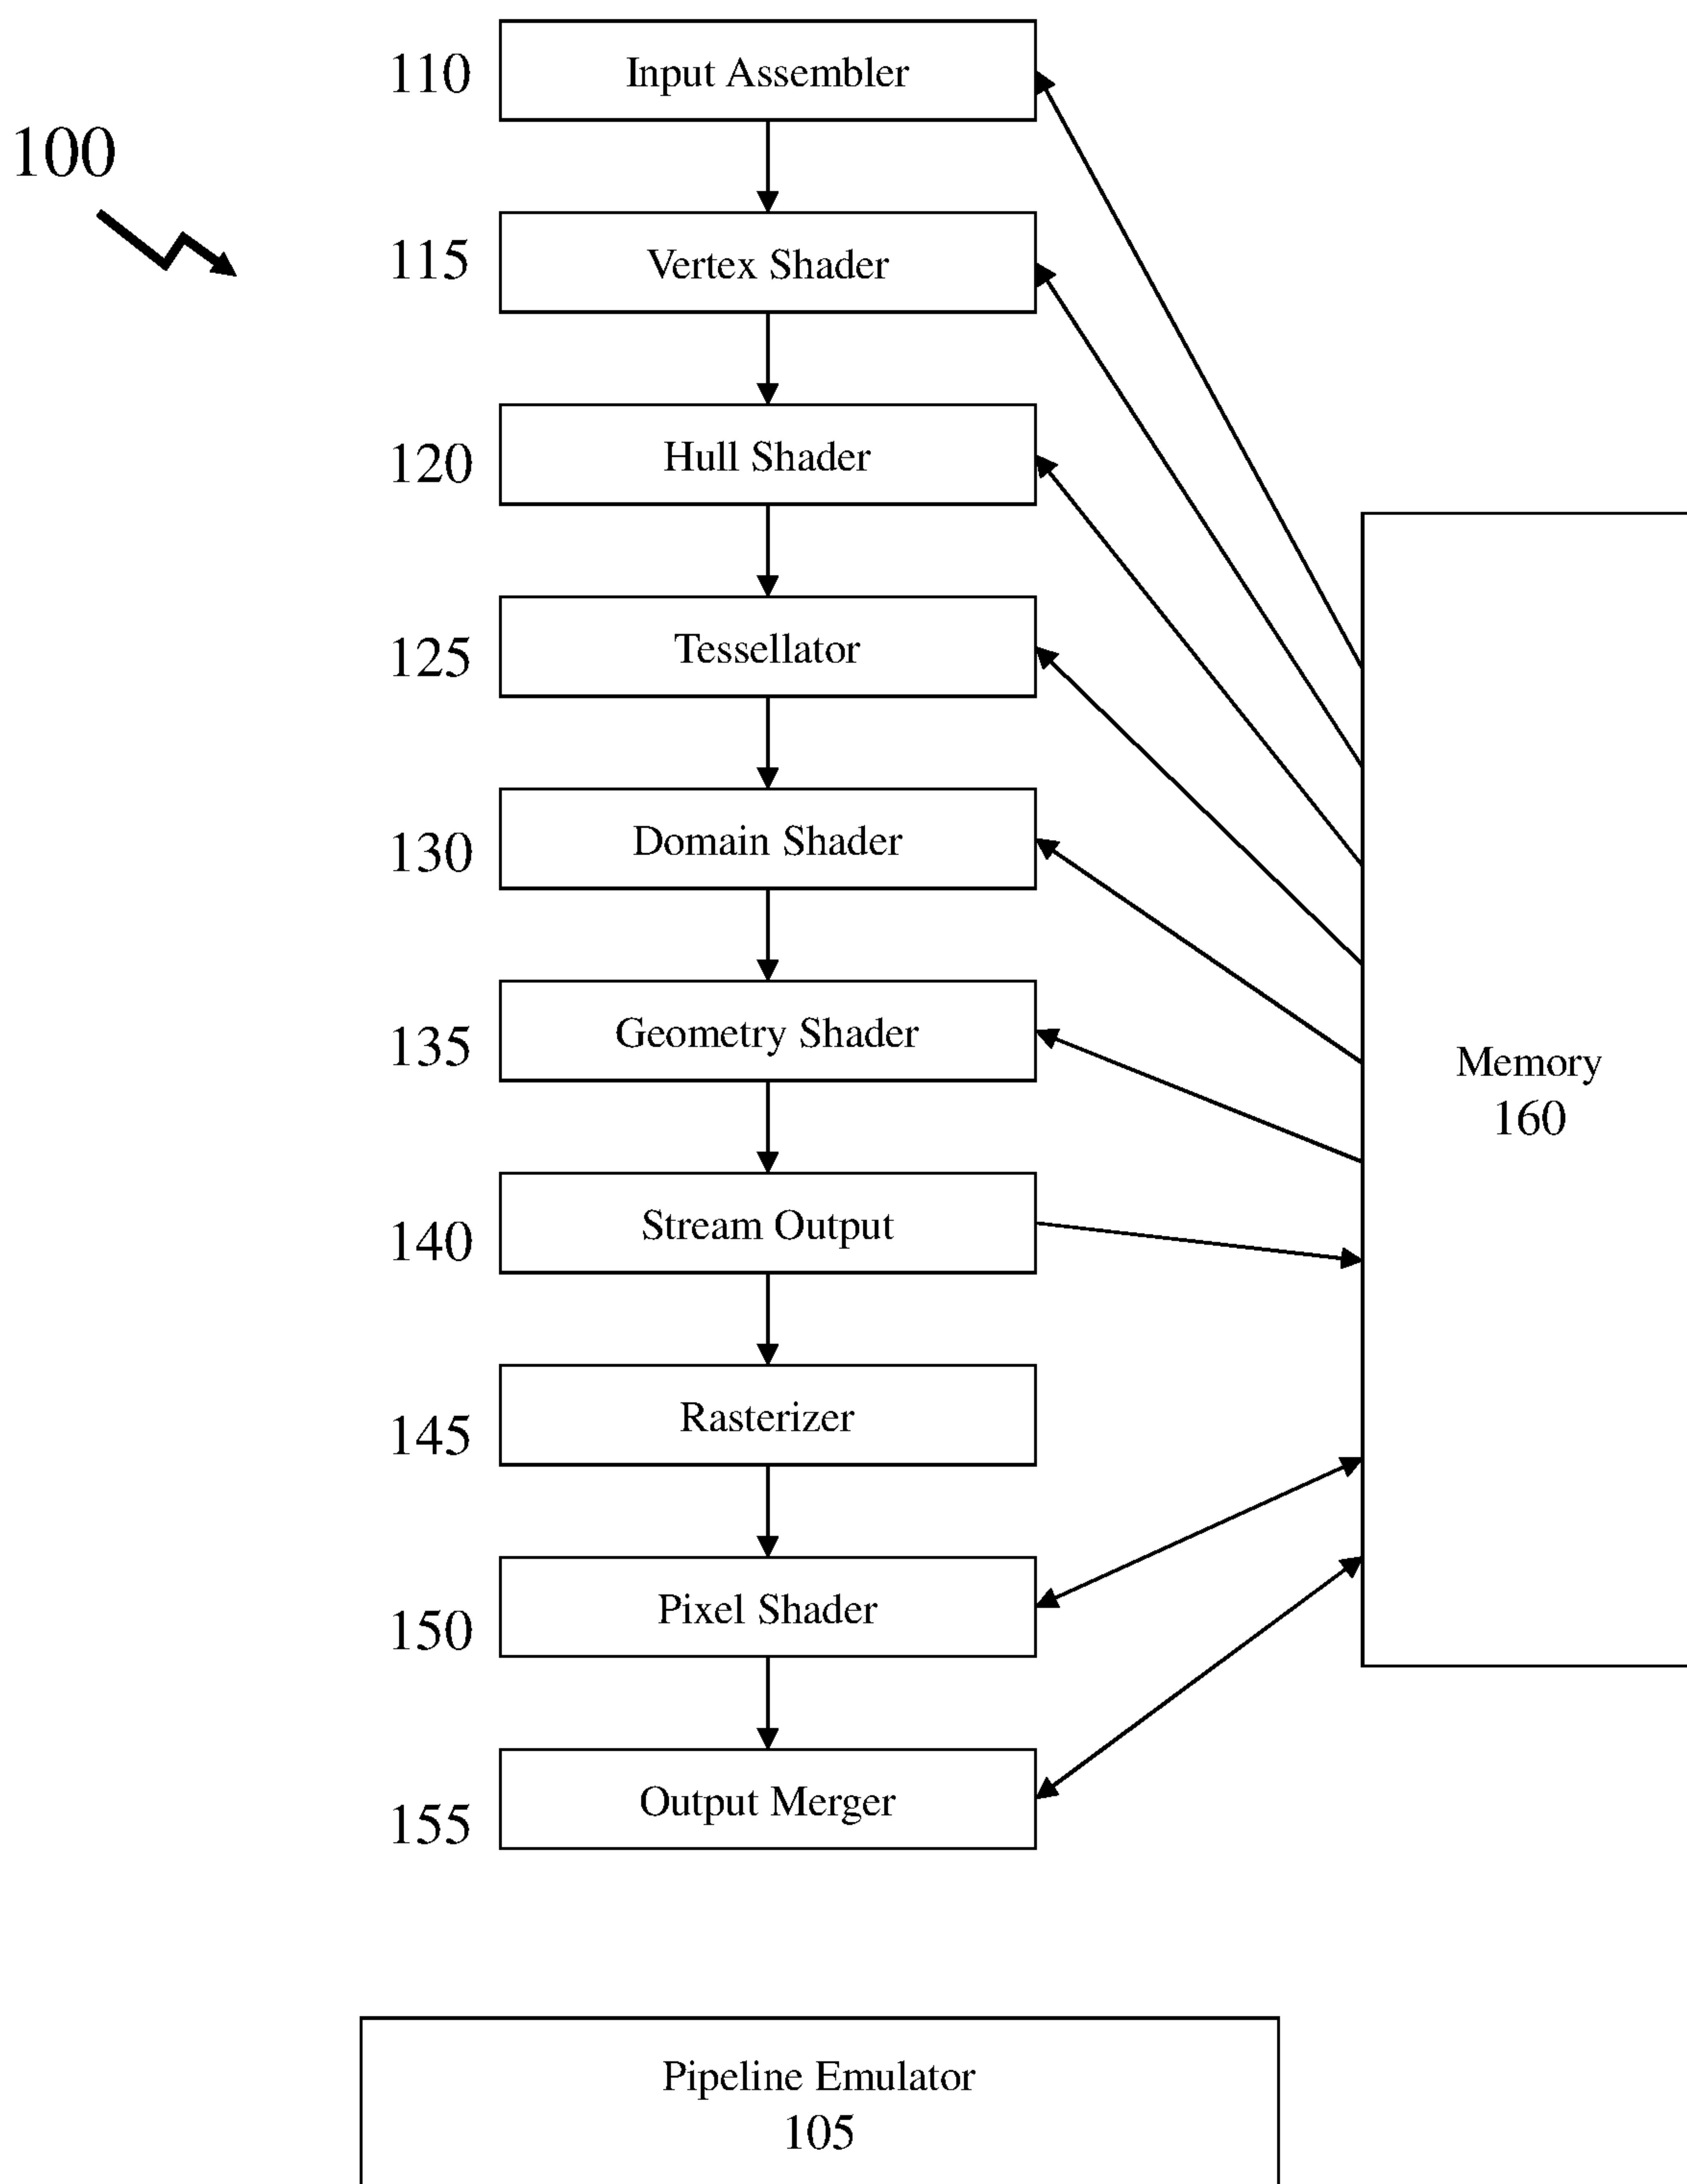 100
110 Input Assembler
115 Vertex Shader
120 Hull Shader
125 Tessellator
130 Domain Shader
135 Geometry Shader
140 Stream Output
145 Rasterizer
150 Pixel Shader
155 Output Merger
Memory
160
Pipeline Emulator
105